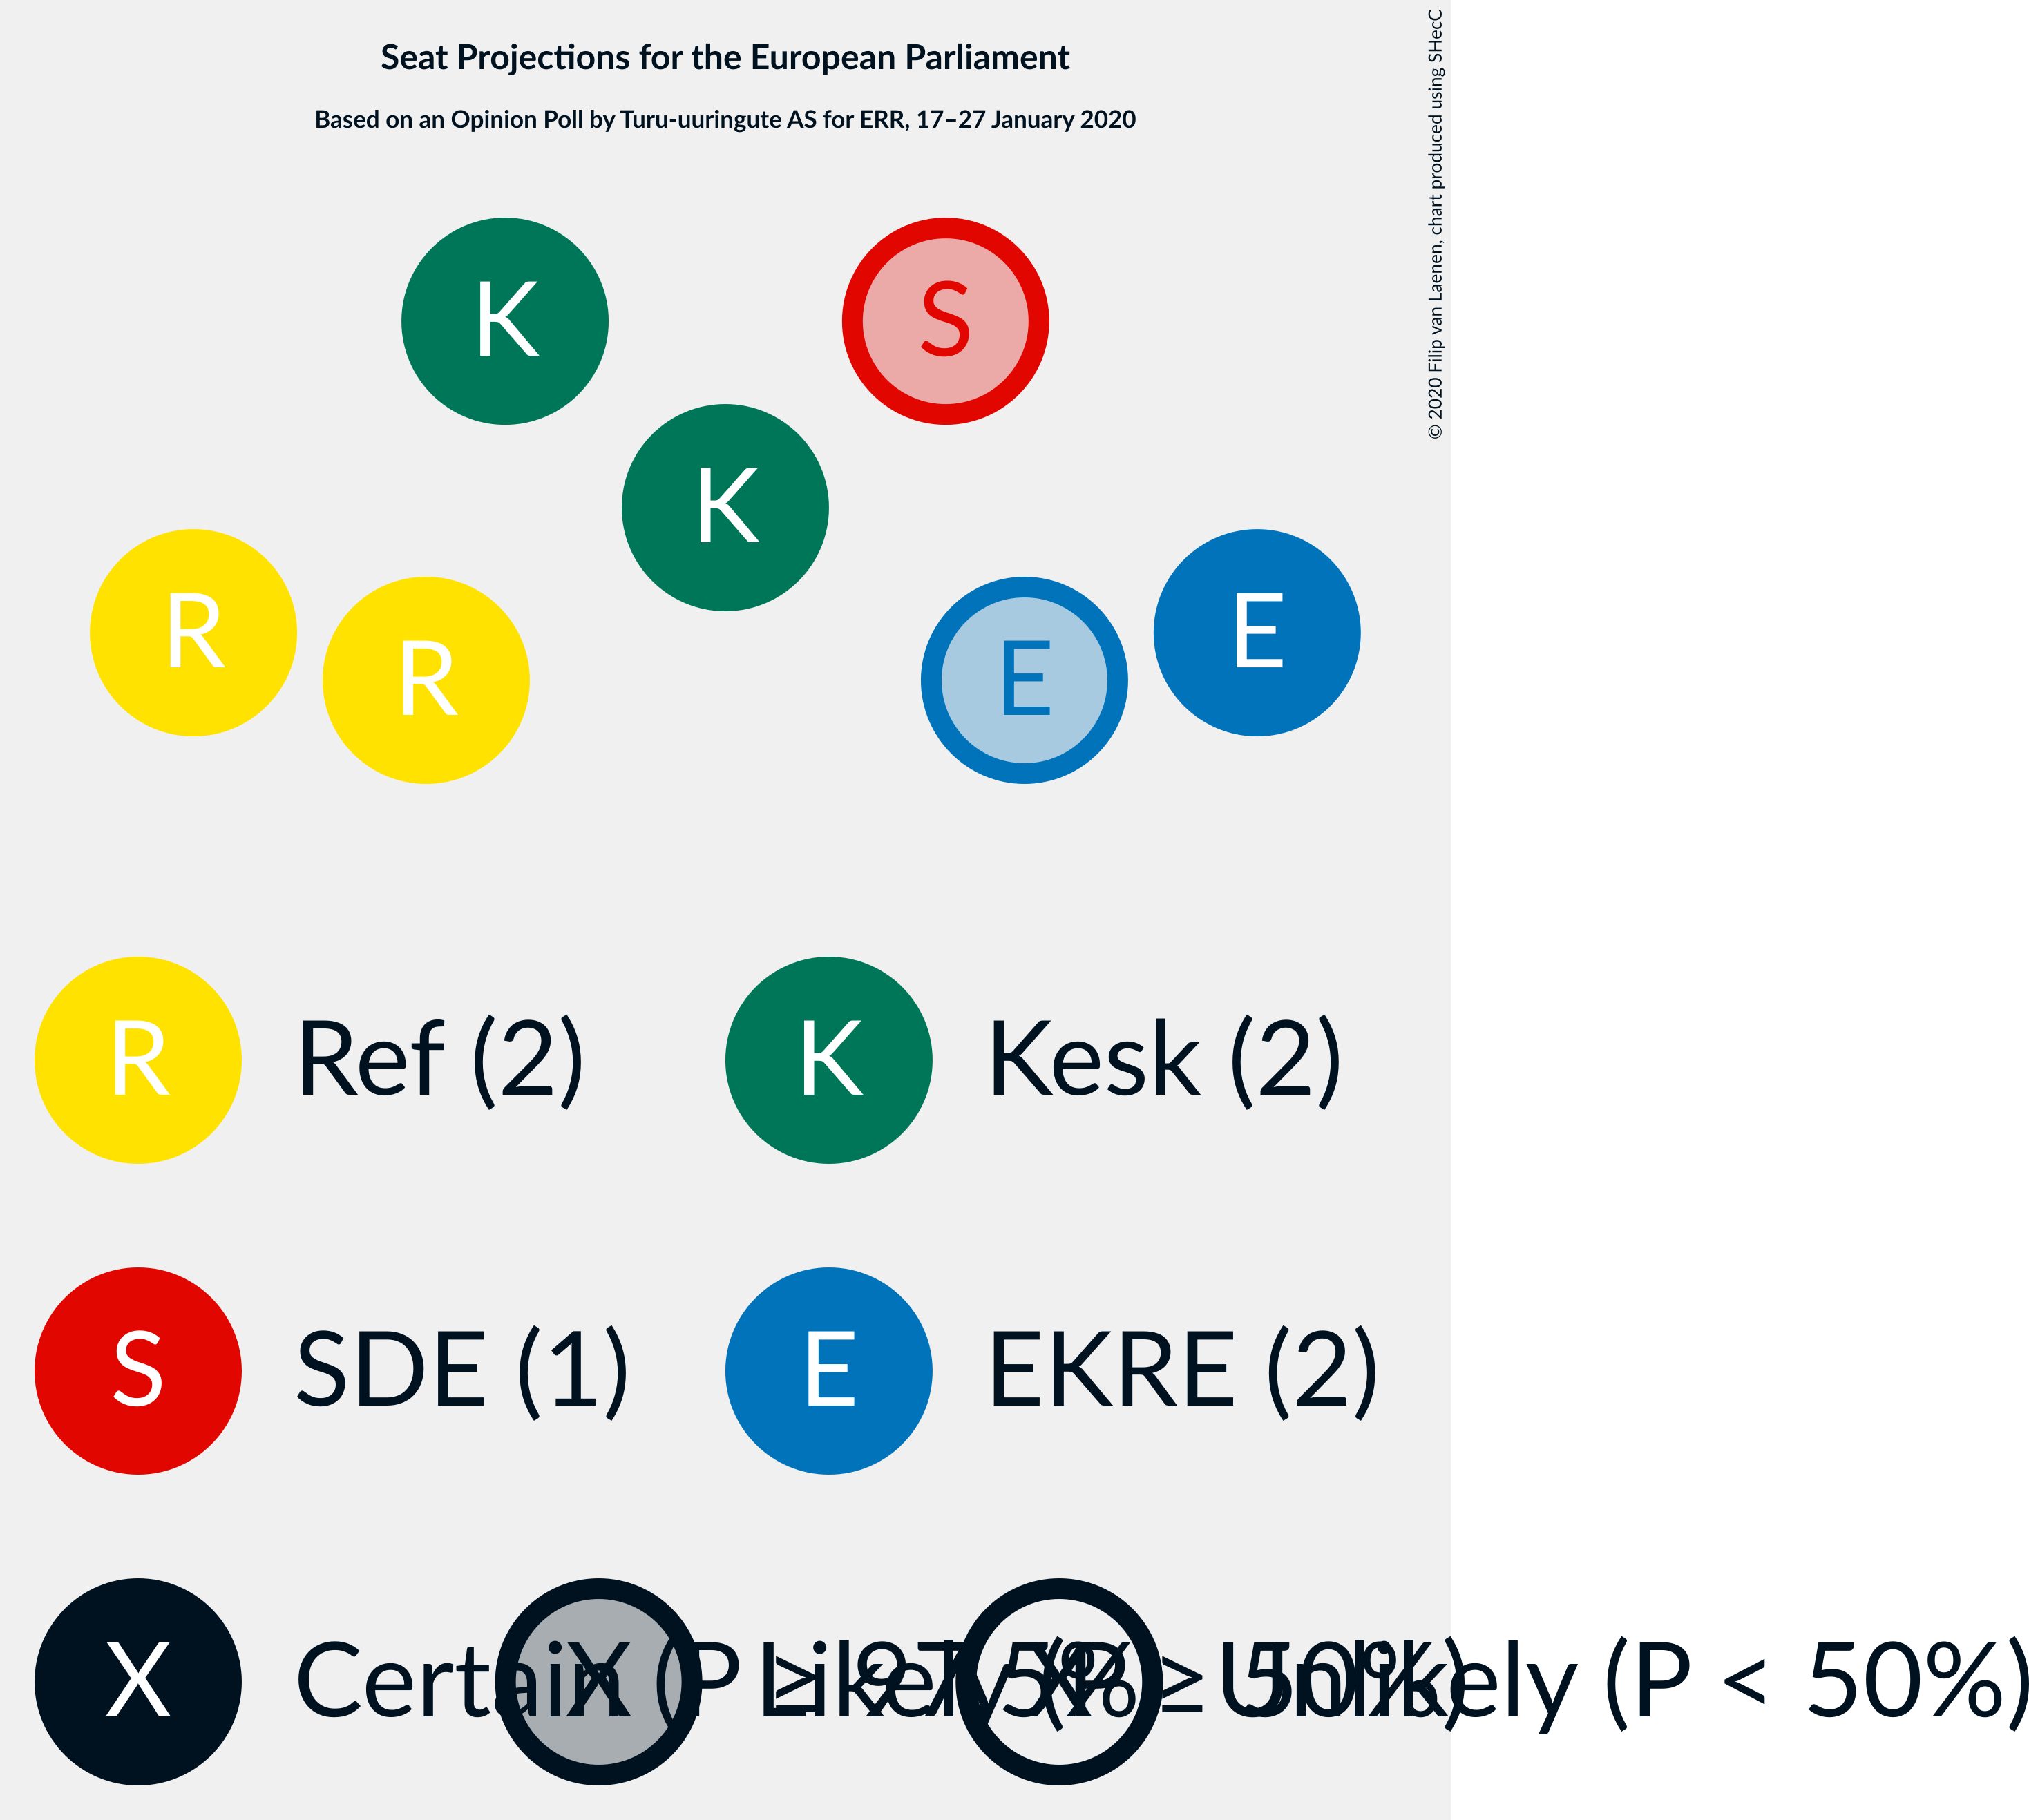 Seat Projections for the European Parliament
Based on an Opinion Poll by Turu-uuringute AS for ERR, 17–27 January 2020
© 2020 Filip van Laenen, chart produced using SHecC
K S
K
R R E E
R Ref (2) K Kesk (2)
S SDE (1) E EKRE (2)
X Certain (P ≥ X Likely (P ≥ 50%) X Unlikely (P < 50%)